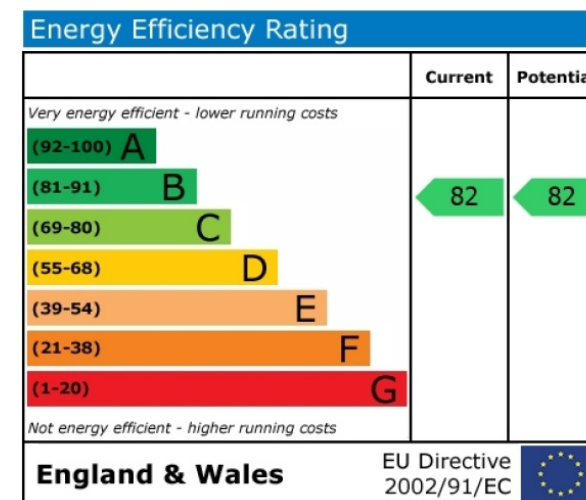 Energy Efficiency Rating
Current Potentia
Very energy efficient - lower running costs
(92-100) A
(81-91) B
82 82
(69-80) C
(55-68) D
(39-54) E
(21-38) F
(1-20) G
Not energy efficient - higher running costs
England & Wales
EU Directive
2002/91/EC